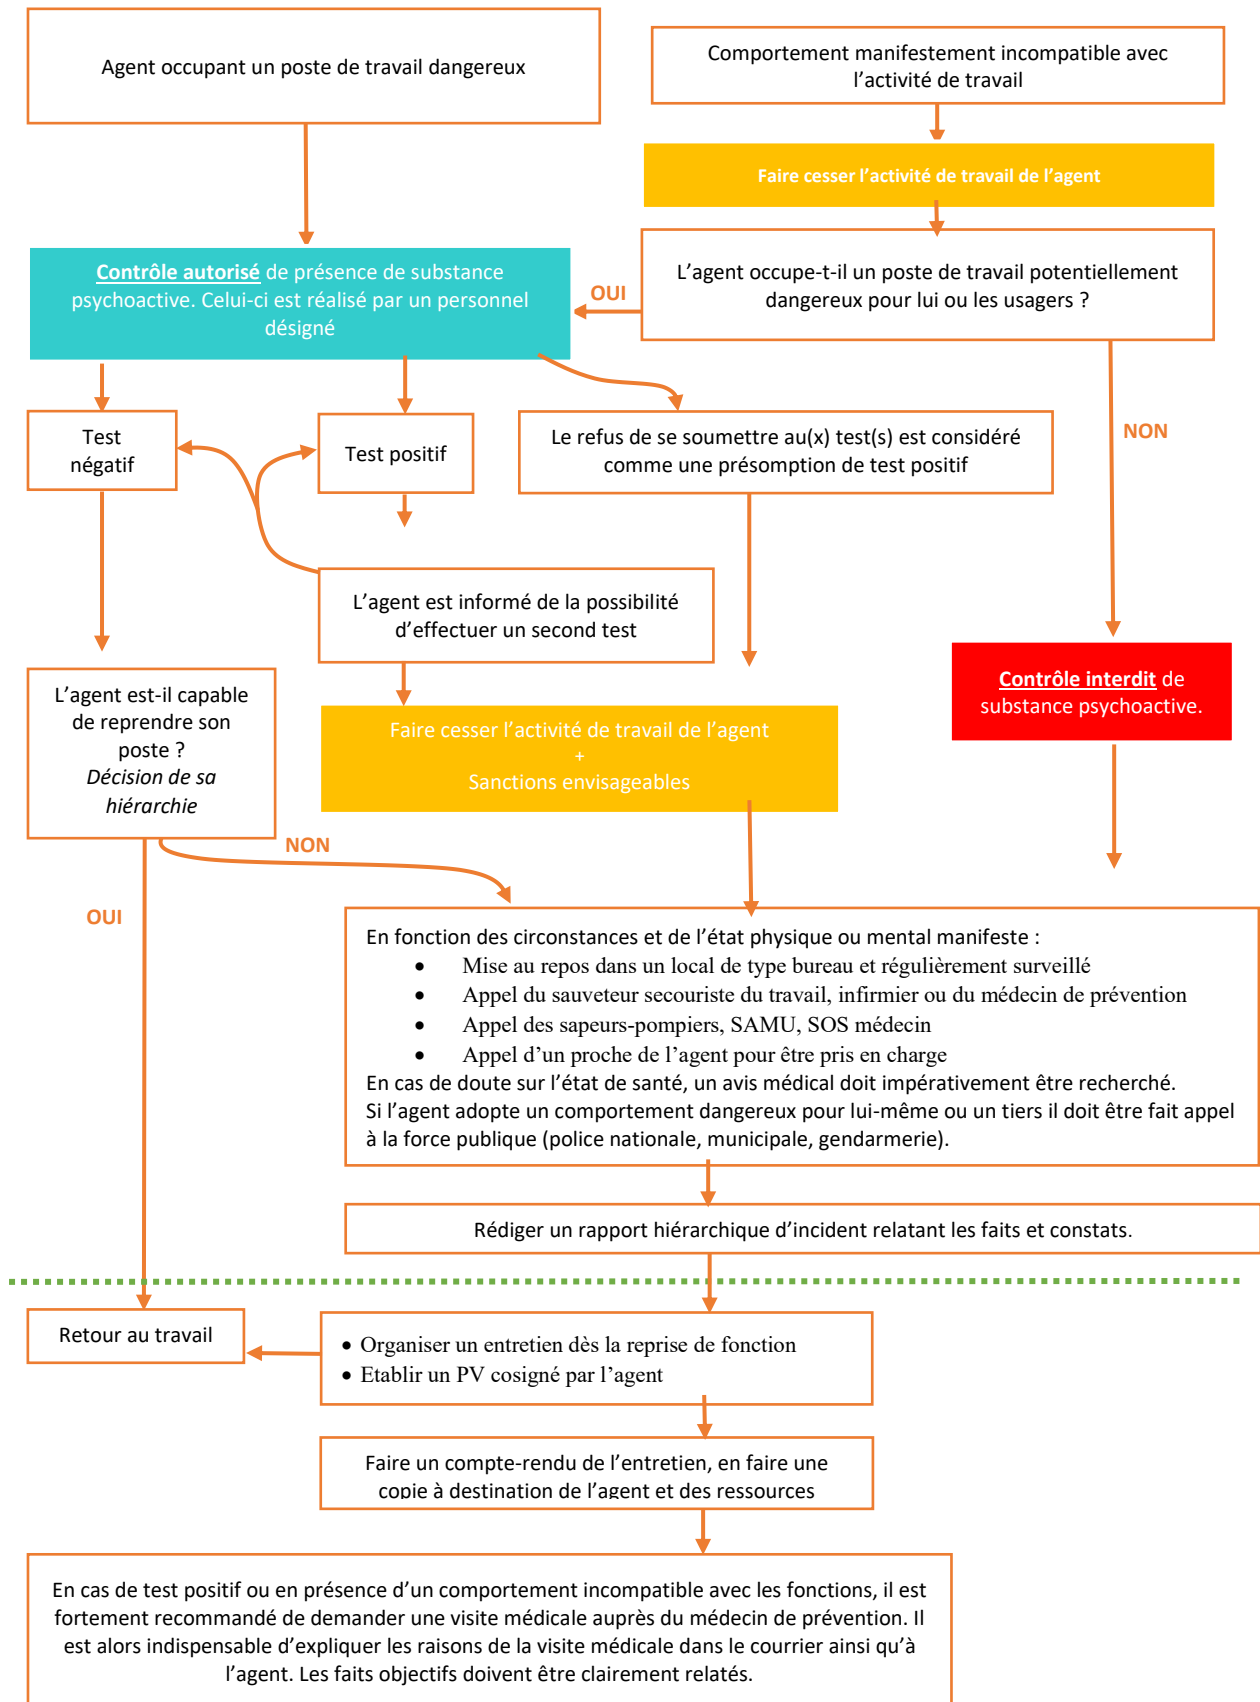 Agent occupant un poste de travail dangereux
Comportement manifestement incompatible avec
l’activité de travail
Faire cesser l’activité de travail de l’agent
Contrôle autorisé de présence de substance
psychoactive. Celui-ci est réalisé par un personnel
désigné
OUI
L’agent occupe-t-il un poste de travail potentiellement
dangereux pour lui ou les usagers ?
Test
négatif
Test positif
Le refus de se soumettre au(x) test(s) est considéré
comme une présomption de test positif
NON
L’agent est informé de la possibilité
d’effectuer un second test
L’agent est-il capable
de reprendre son
poste ?
Décision de sa
hiérarchie
Faire cesser l’activité de travail de l’agent
+
Sanctions envisageables
Contrôle interdit de
substance psychoactive.
NON
OUI
En fonction des circonstances et de l’état physique ou mental manifeste :
• Mise au repos dans un local de type bureau et régulièrement surveillé
• Appel du sauveteur secouriste du travail, infirmier ou du médecin de prévention
• Appel des sapeurs-pompiers, SAMU, SOS médecin
• Appel d’un proche de l’agent pour être pris en charge
En cas de doute sur l’état de santé, un avis médical doit impérativement être recherché.
Si l’agent adopte un comportement dangereux pour lui-même ou un tiers il doit être fait appel
à la force publique (police nationale, municipale, gendarmerie).
Rédiger un rapport hiérarchique d’incident relatant les faits et constats.
Retour au travail
• Organiser un entretien dès la reprise de fonction
• Etablir un PV cosigné par l’agent
Faire un compte-rendu de l’entretien, en faire une
copie à destination de l’agent et des ressources
En cas de test positif ou en présence d’un comportement incompatible avec les fonctions, il est
fortement recommandé de demander une visite médicale auprès du médecin de prévention. Il
est alors indispensable d’expliquer les raisons de la visite médicale dans le courrier ainsi qu’à
l’agent. Les faits objectifs doivent être clairement relatés.